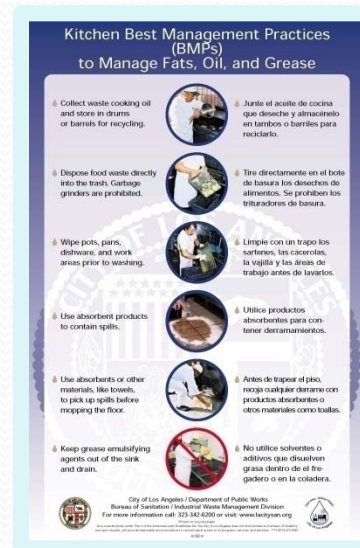 Kitchen Best Management Practices
(BMPs)
to Manage Fats, Oil, and Grease
Collect waste cooking oil
and store in drums
or barrels for recycling.
Junte el aceite de cocina
que deseche y almacénelo
en tambos o barriles para
reciclarlo.
Dispose food waste directly
into the trash. Garbage
grinders are prohibited.
Tire directamente en el bote
de basura los desechos de
alimentos. Se prohiben los
trituradores de basura.
Wipe pots, pans,
dishware, and work
areas prior to washing.
Limpie con un trapo los
sartenes, las cacerolas,
la vajilla y las áreas de
trabajo antes de lavarlos.
Use absorbent products
to contain spills.
Utilice productos
absorbentes para con-
tener derramamientos.
Use absorbents or other
materials, like towels,
to pick up spills before
mopping the floor.
Antes de trapear el piso,
recoja cualquier derrame con
productos absorbentes o
otros materiales como toallas.
Keep grease emulsifying
agents out of the sink
and drain.
No utilice solventes o
aditivos que disuelven
grasa dentro de el fre-
gadero o en la coladera.
City of Los Angeles / Department of Public Works
Bureau of Sanitation / Industrial Waste Management Division
For more information call: 323-342-6200 or visit: www.lacitysan.org